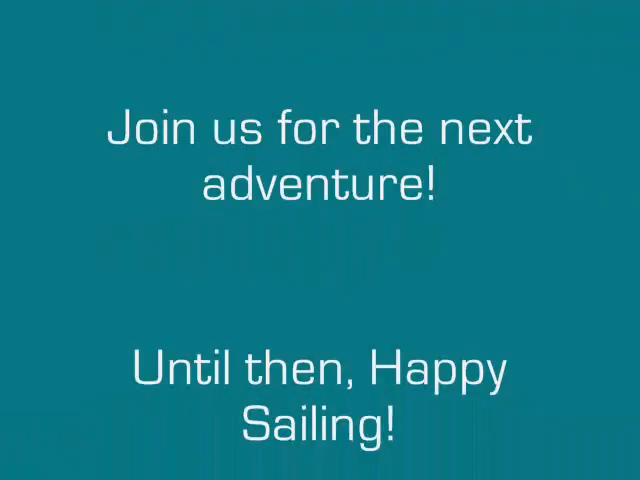 Join us for the next
adventure!
Until then, Happy
Sailing!